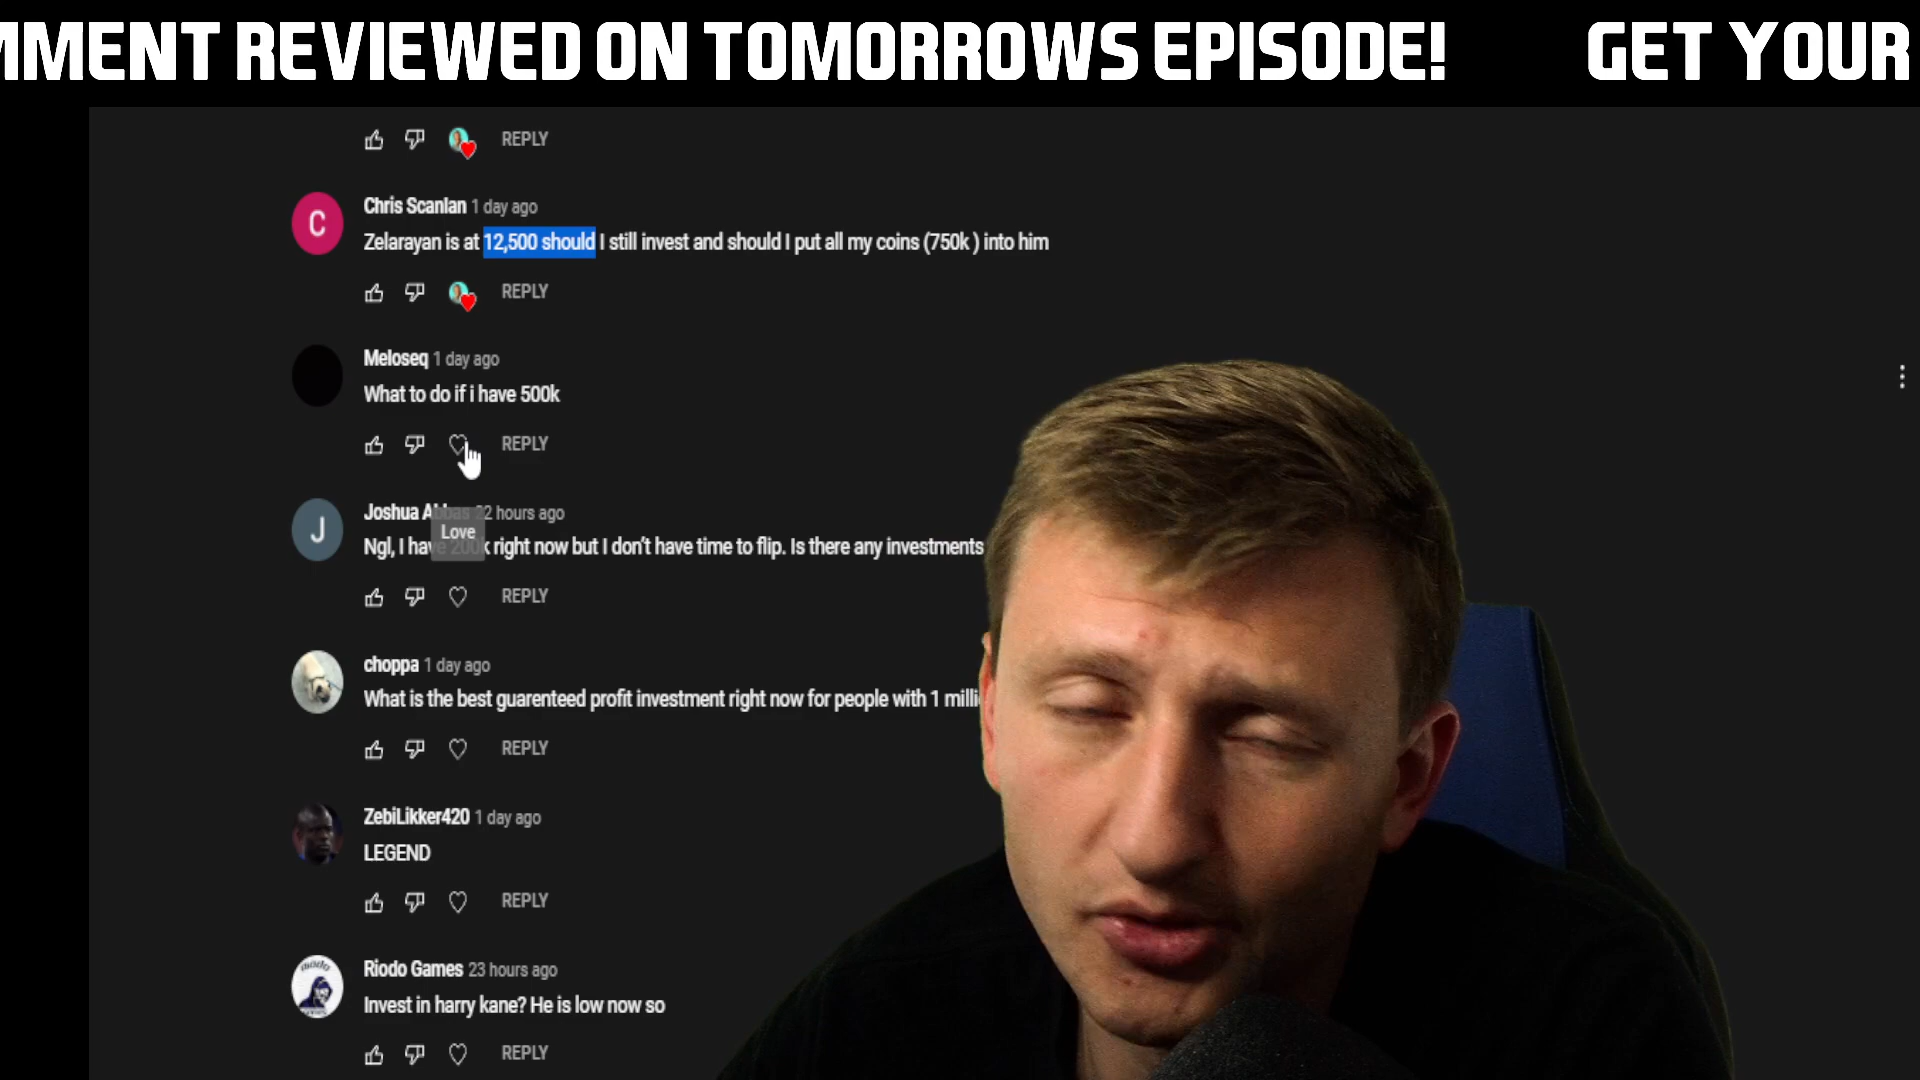 MMENT REVIEWED ON TOMORROWS EPISODE! GET YOUR
REPLY
C
Chris Scanlan 1 day ago
Zelarayan is at 12,500 should I still invest and should I put all my coins (750k ) into him
REPLY
Meloseq 1 day ago
What to do if i have 500k
REPLY
J
Joshua Abbas 22 hours ago
Love
Ngl, I have 200k right now but I don't have time to flip. Is there any investments
REPLY
choppa 1 day ago
What is the best guarenteed profit investment right now for people with 1 milli
REPLY
ZebiLikker420 1 day ago
LEGEND
REPLY
modo
Riodo Games 23 hours ago
Invest in harry kane? He is low now so
REPLY